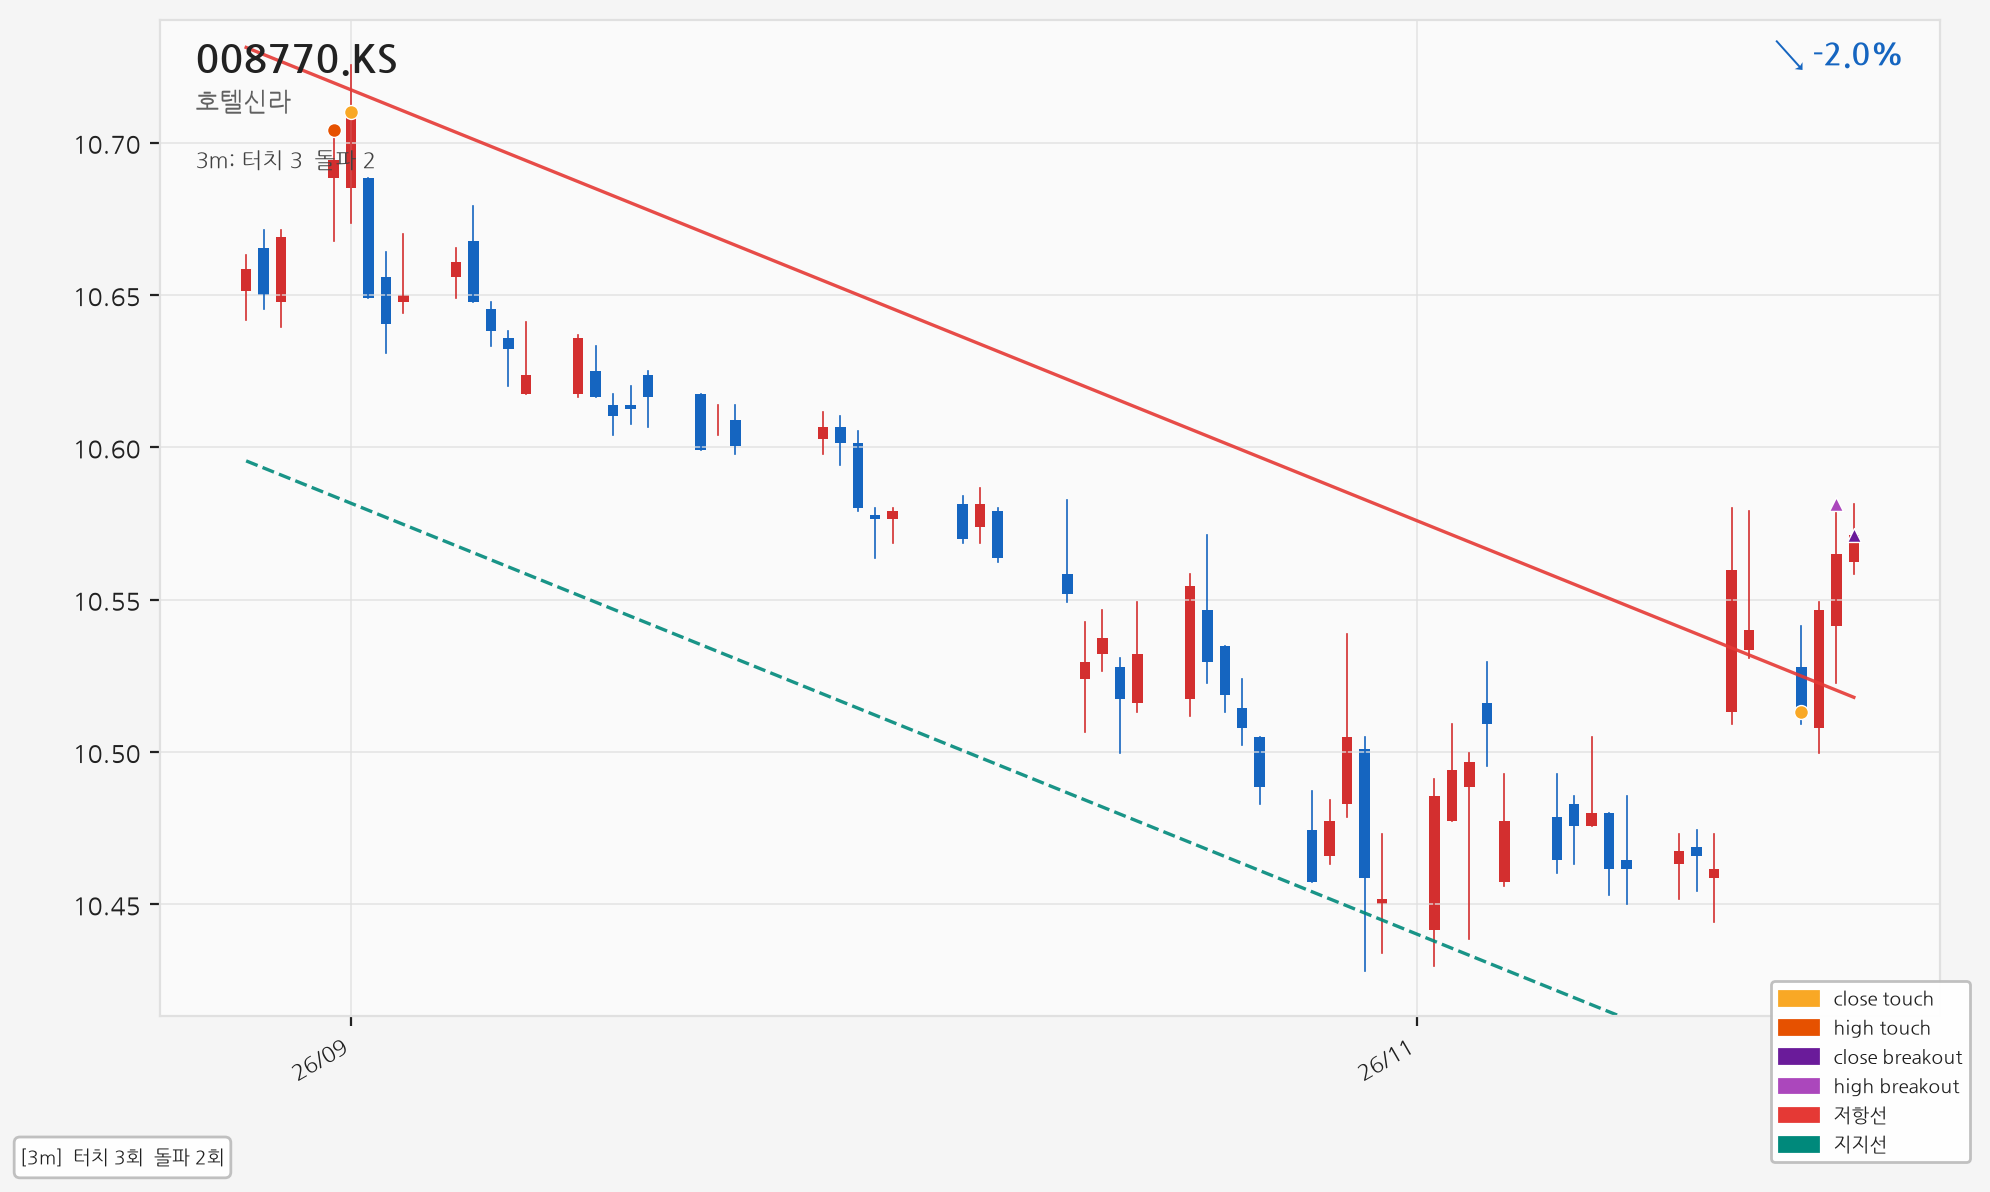 008770.KS
호텔신라
3m: 터치 3 돌파 2
-2.0%
10.70
10.65
10.60
10.55
10.50
10.45
26/09
26/11
close touch
high touch
close breakout
high breakout
저항선
지지선
[3m] 터치 3회 돌파 2회